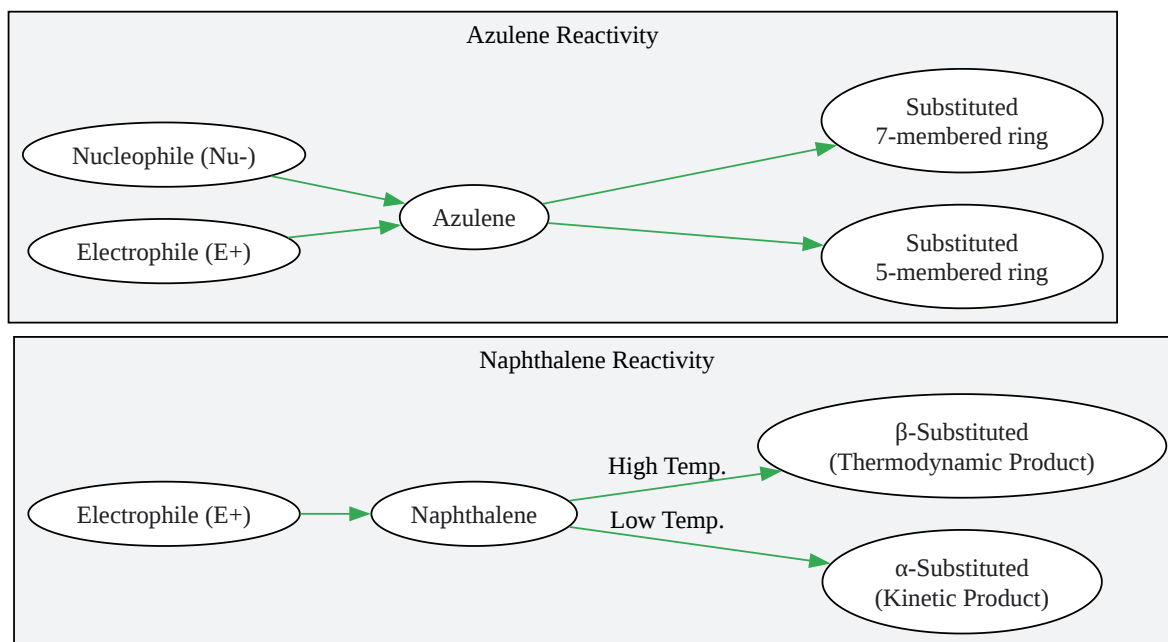 Azulene Reactivity
Nucleophile (Nu-)
Electrophile (E+)
Azulene
Substituted
7-membered ring
Substituted
5-membered ring
Naphthalene Reactivity
Electrophile (E+)
Naphthalene
High Temp.
Low Temp.
β-Substituted
(Thermodynamic Product)
α-Substituted
(Kinetic Product)